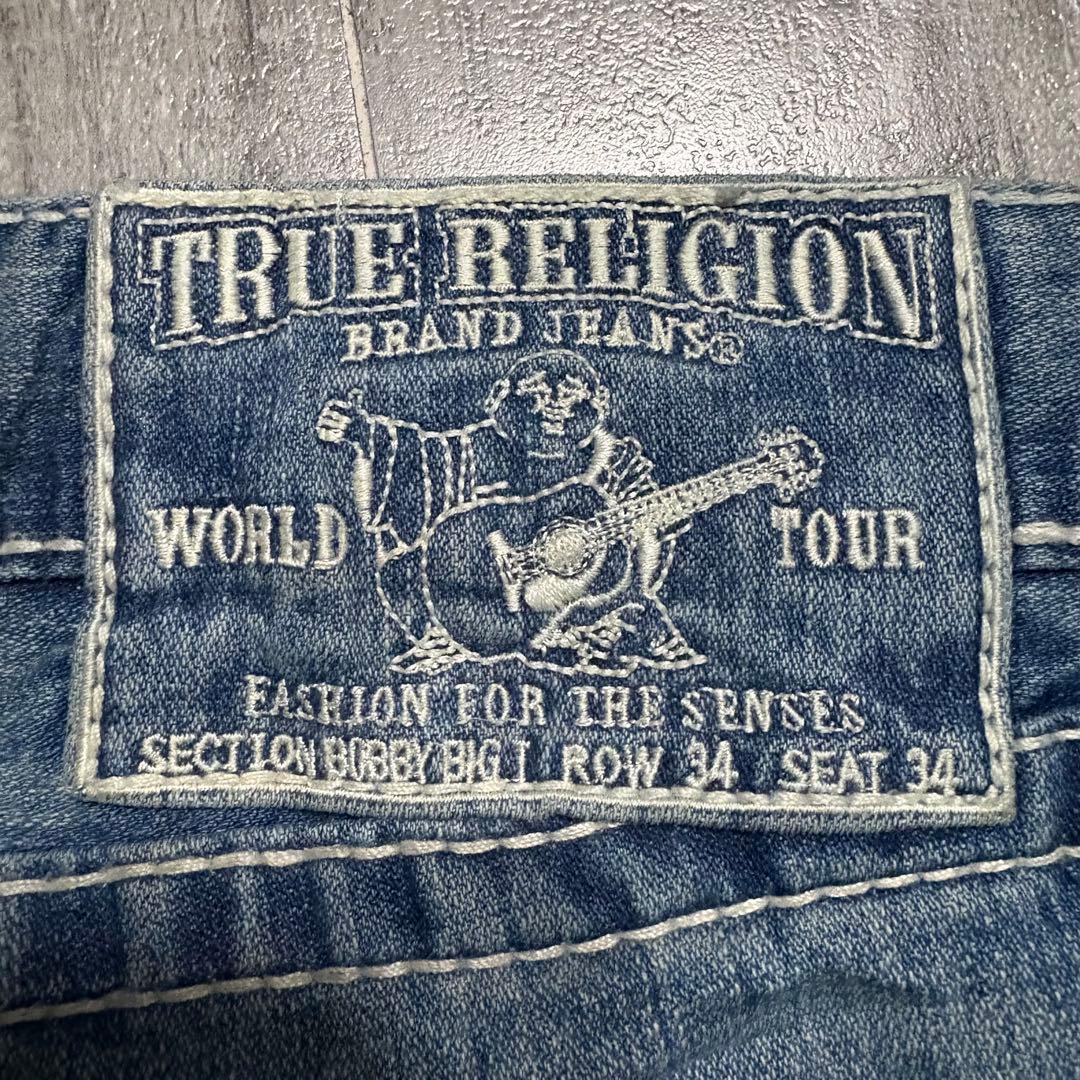 TRUE RELIGION
BRAND JEANS®
WORLD TOUR
FASHION FOR THE SENSES
SECTION BOBBY BIG T ROW 34 SEAT 34